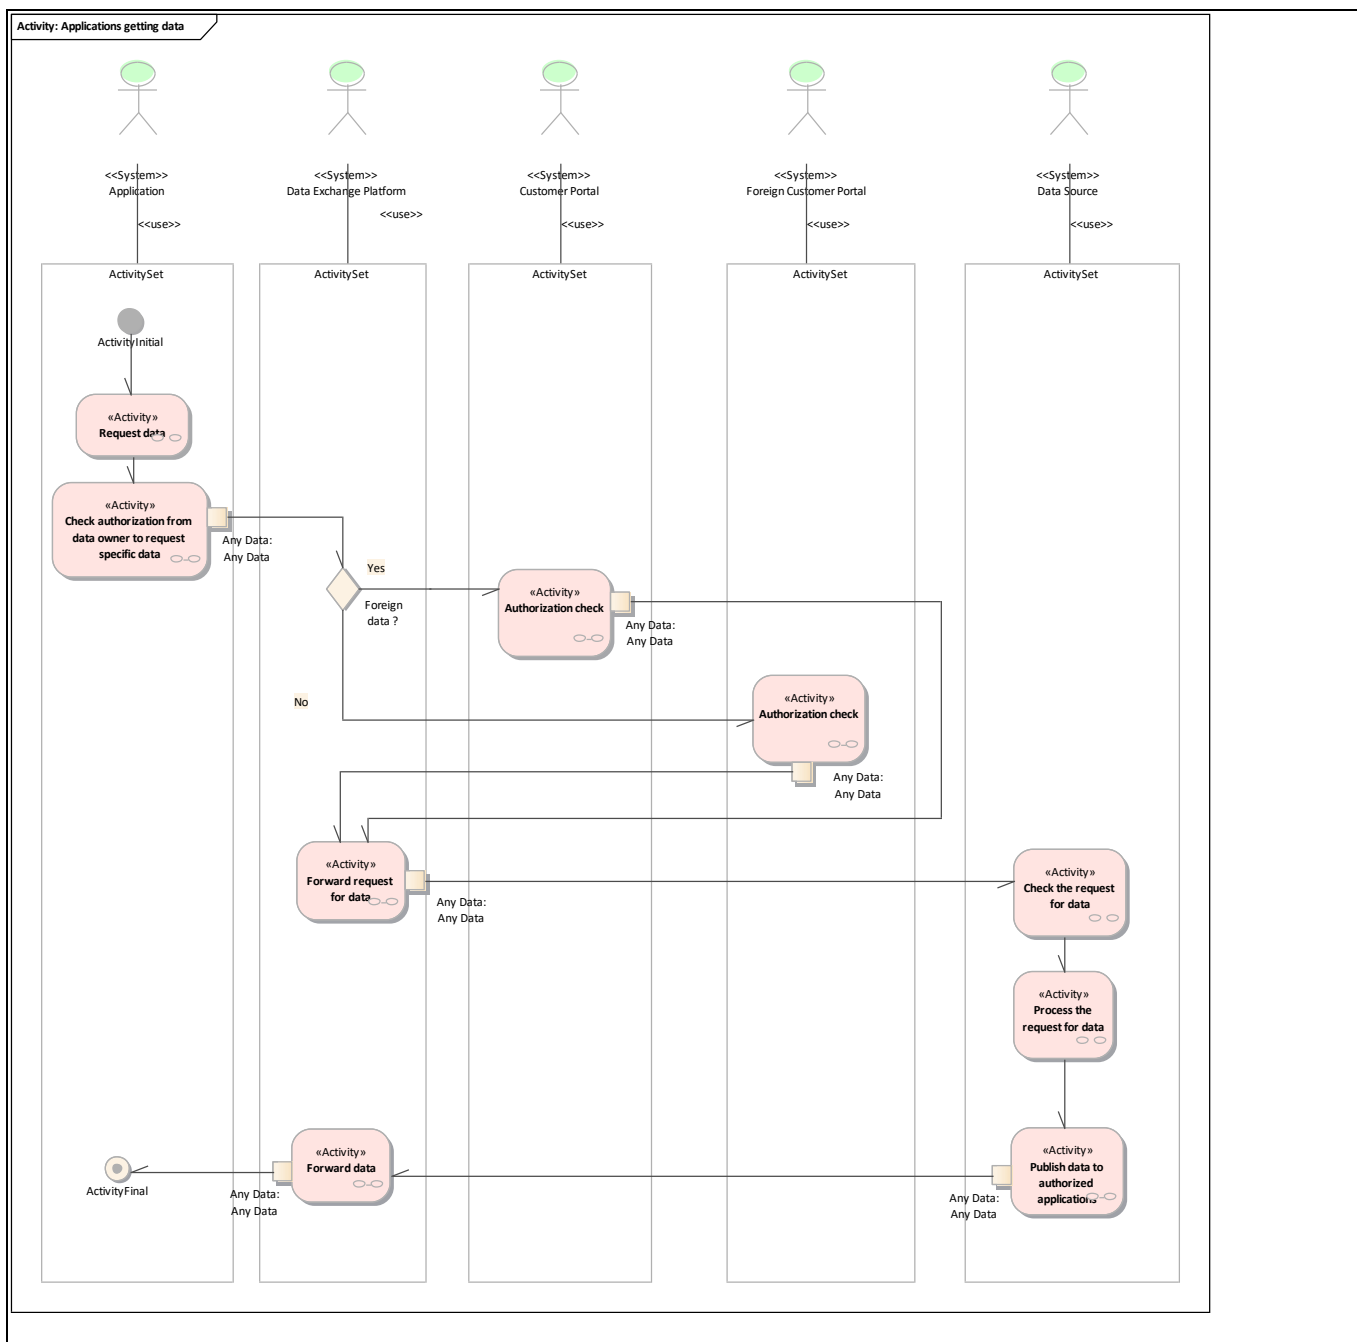 Activity: Applications getting data
<<System>>
Application
<<use>>
<<System>>
Data Exchange Platform
<<use>>
<<System>>
Customer Portal
<<use>>
<<System>>
Foreign Customer Portal
<<use>>
<<System>>
Data Source
<<use>>
ActivitySet
ActivitySet
ActivitySet
ActivitySet
ActivitySet
ActivityInitial
«Activity»
Request data
«Activity»
Check authorization from
data owner to request
specific data
Any Data:
Any Data
Yes
Foreign
data ?
«Activity»
Authorization check
Any Data:
Any Data
No
«Activity»
Authorization check
Any Data:
Any Data
«Activity»
Forward request
for data
Any Data:
Any Data
«Activity»
Check the request
for data
«Activity»
Process the
request for data
«Activity»
Publish data to
authorized
applications
Any Data:
Any Data
«Activity»
Forward data
Any Data:
Any Data
ActivityFinal